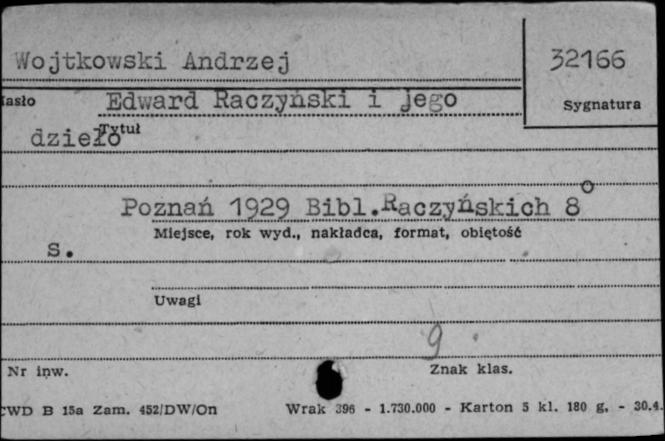 Wojtkowski Andrzej 32166
Hasło Edward Raczyński i jego Sygnatura
dzieło Tytuł
Poznań 1929 Bibl.Raczyńskich 8°
Miejsce, rok wyd., nakładca, format, objętość
s.
Uwagi
9
Nr inw. Znak klas.
CWD B 15a Zam. 452/DW/On Wrak 396 - 1.730.000 - Karton 5 kl. 180 g. - 30.4.